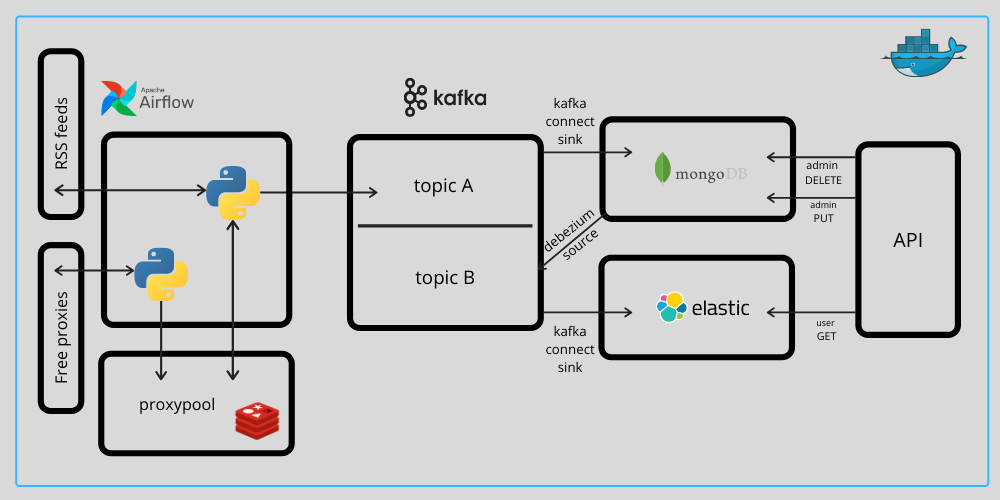 RSS feeds
Free proxies
Apache
Airflow
proxypool
kafka
topic A
topic B
kafka
connect
sink
debezium
source
kafka
connect
sink
mongoDB
elastic
admin
DELETE
admin
PUT
user
GET
API